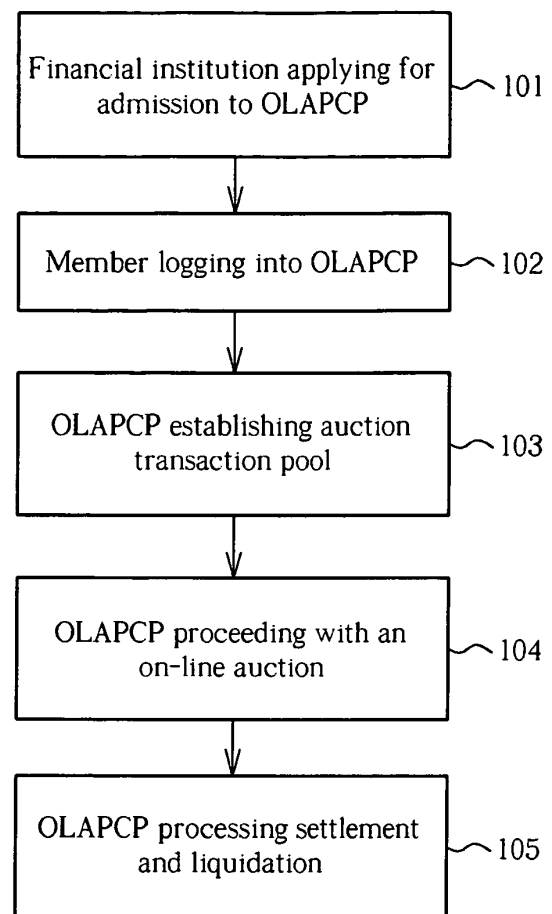 Financial institution applying for
admission to OLAPCP
101
Member logging into OLAPCP
102
OLAPCP establishing auction
transaction pool
103
OLAPCP proceeding with an
on-line auction
104
OLAPCP processing settlement
and liquidation
105